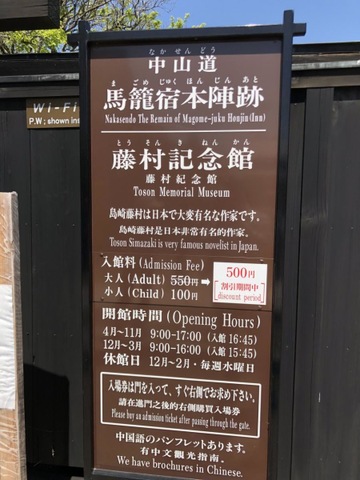 Wi-Fi
P.W ; shown ins
なかせんどう
中山道
まごめじゅくほんじんあと
馬籠宿本陣跡
Nakasendo The Remain of Magome-juku Honjin(Inn)
とうそんきねんかん
藤村記念館
藤村紀念館
Toson Memorial Museum
島崎藤村は日本で大変有名な作家です。
島崎藤村是日本非常有名的作家。
Toson Simazaki is very famous novelist in Japan.
入館料(Admission Fee)
大人(Adult) 550円 ➡ 500円
小人(Child) 100円
割引期間中
discount period
開館時間(Opening Hours)
4月~11月 9:00-17:00(入館 16:45)
12月~3月 9:00-16:00(入館 15:45)
休館日 12月~2月・毎週水曜日
入場券は門を入って、すぐ右側でお求め下さい。
請在進門之後的右側購買入場券
Please buy an admission ticket after passing through the gate.
中国語のパンフレットあります。
有中文観光指南。
We have brochures in Chinese.